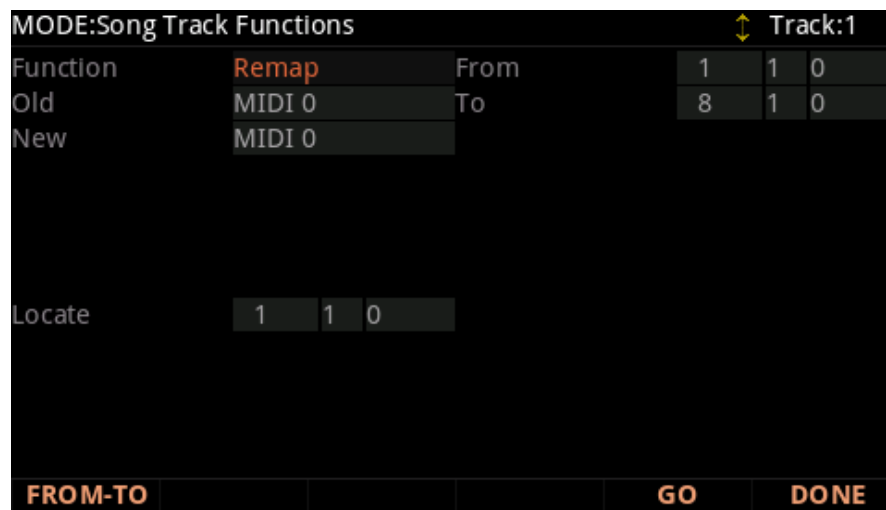 MODE:Song Track Functions ↕ Track:1
Function Remap From 1 1 0
Old MIDI 0 To 8 1 0
New MIDI 0
Locate 1 1 0
FROM-TO GO DONE